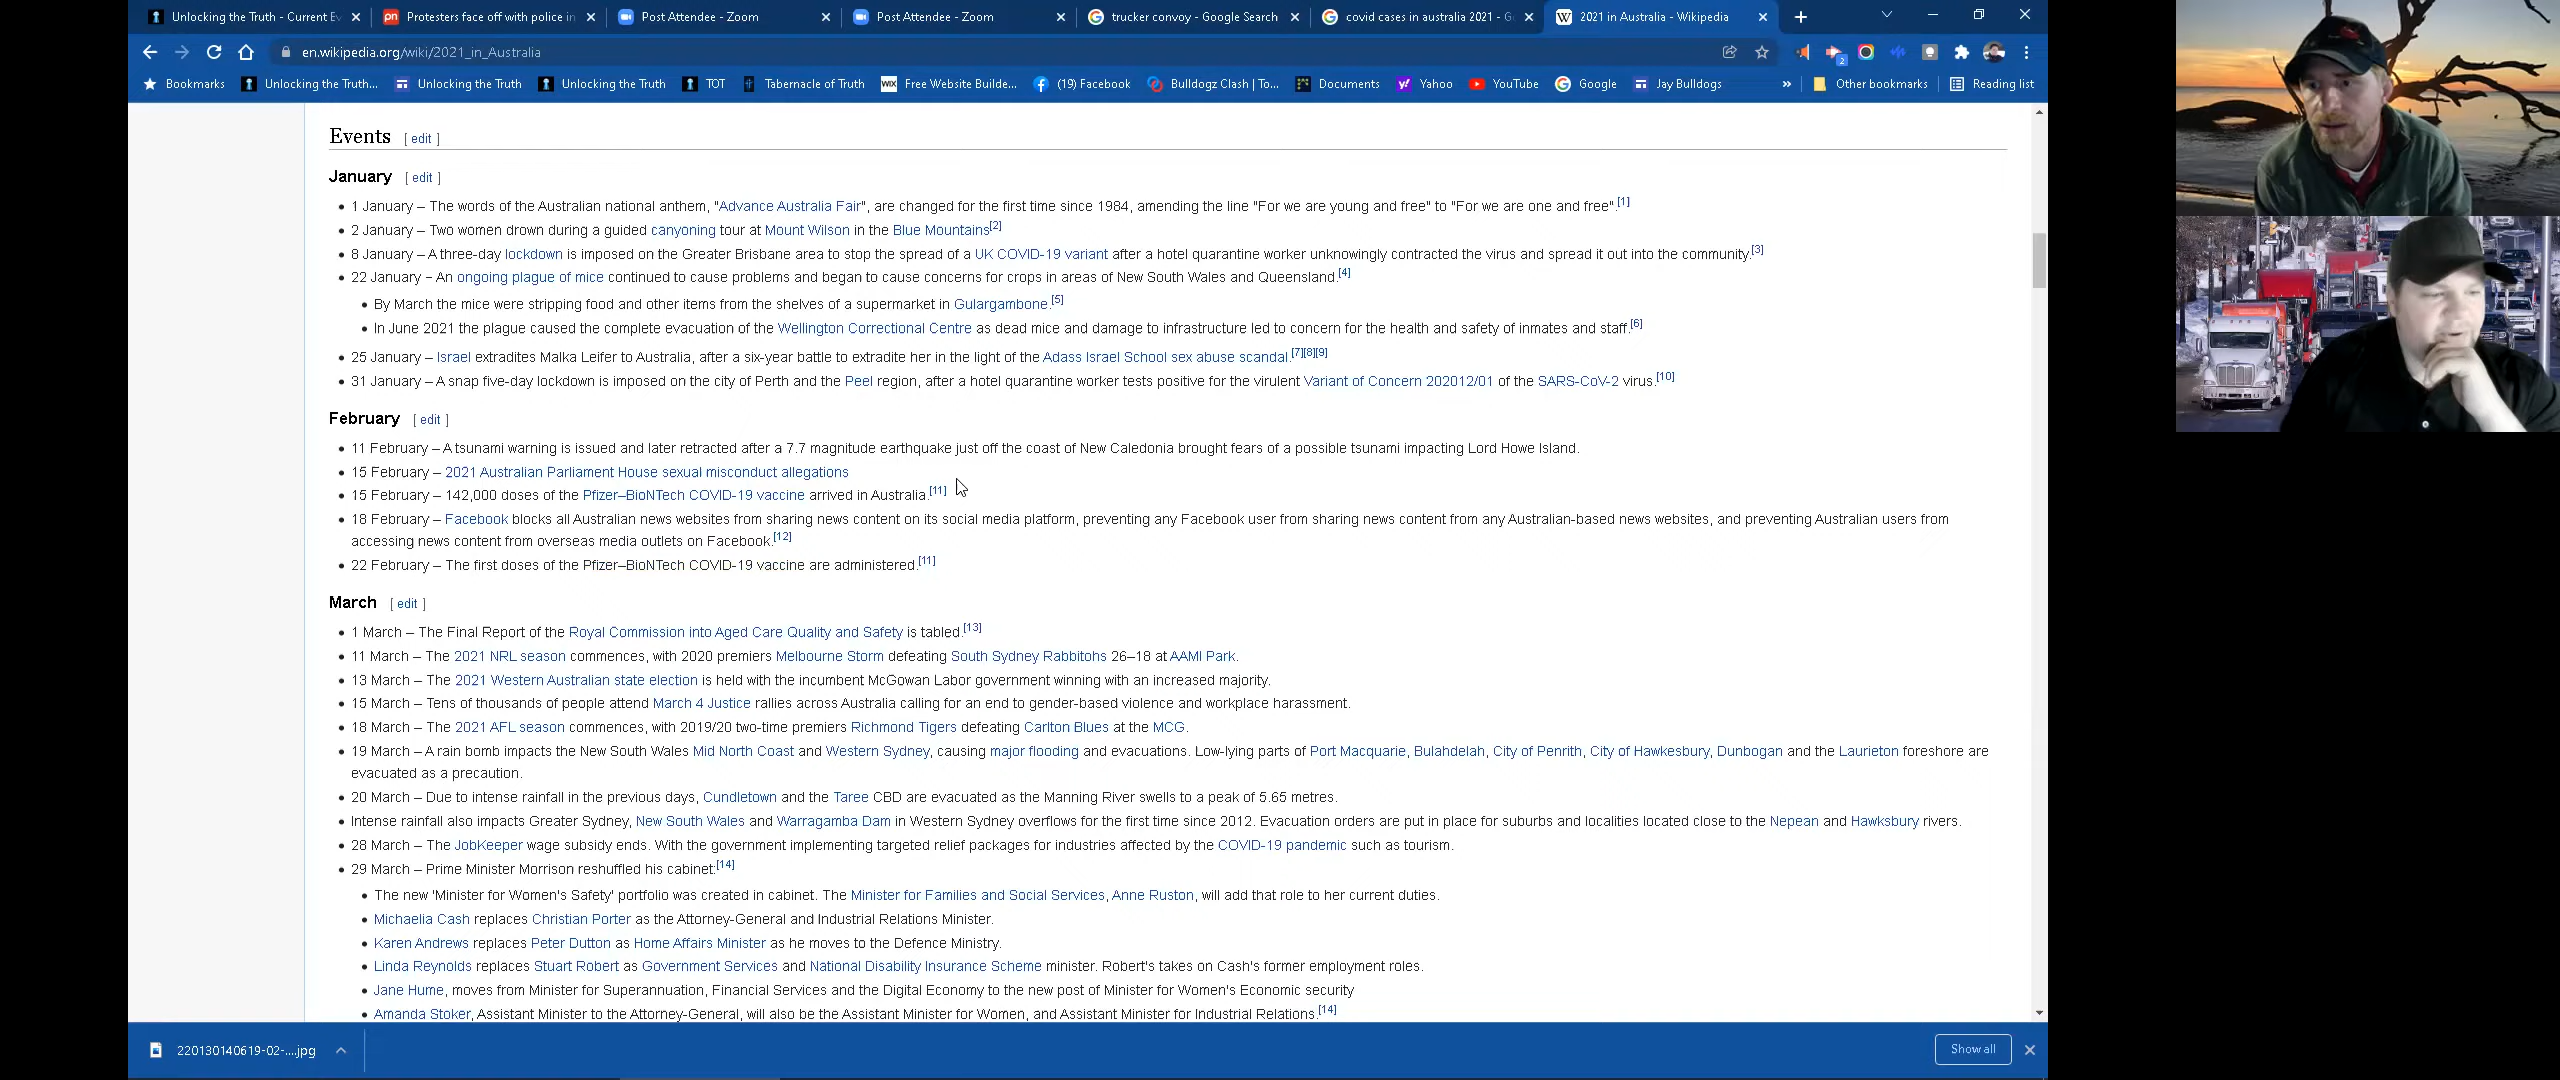 Unlocking the Truth - Current Ev
Protesters face off with police in
Post Attendee - Zoom
Post Attendee - Zoom
trucker convoy - Google Search
covid cases in australia 2021 - G
2021 in Australia - Wikipedia
en.wikipedia.org/wiki/2021_in_Australia
Bookmarks
Unlocking the Truth...
Unlocking the Truth
Unlocking the Truth
TOT
Tabernacle of Truth
WIX
Free Website Builde...
(19) Facebook
Bulldogz Clash | To...
Documents
Yahoo
YouTube
Google
Jay Bulldogs
»
Other bookmarks
Reading list
Events [ edit ]
January [ edit ]
• 1 January – The words of the Australian national anthem, "Advance Australia Fair", are changed for the first time since 1984, amending the line "For we are young and free" to "For we are one and free".[1]
• 2 January – Two women drown during a guided canyoning tour at Mount Wilson in the Blue Mountains[2]
• 8 January – A three-day lockdown is imposed on the Greater Brisbane area to stop the spread of a UK COVID-19 variant after a hotel quarantine worker unknowingly contracted the virus and spread it out into the community.[3]
• 22 January - An ongoing plague of mice continued to cause problems and began to cause concerns for crops in areas of New South Wales and Queensland.[4]
• By March the mice were stripping food and other items from the shelves of a supermarket in Gulargambone.[5]
• In June 2021 the plague caused the complete evacuation of the Wellington Correctional Centre as dead mice and damage to infrastructure led to concern for the health and safety of inmates and staff.[6]
• 25 January – Israel extradites Malka Leifer to Australia, after a six-year battle to extradite her in the light of the Adass Israel School sex abuse scandal.[7][8][9]
• 31 January – A snap five-day lockdown is imposed on the city of Perth and the Peel region, after a hotel quarantine worker tests positive for the virulent Variant of Concern 202012/01 of the SARS-CoV-2 virus.[10]
February [ edit ]
• 11 February – A tsunami warning is issued and later retracted after a 7.7 magnitude earthquake just off the coast of New Caledonia brought fears of a possible tsunami impacting Lord Howe Island.
• 15 February – 2021 Australian Parliament House sexual misconduct allegations
• 15 February – 142,000 doses of the Pfizer–BioNTech COVID-19 vaccine arrived in Australia.[11]
• 18 February – Facebook blocks all Australian news websites from sharing news content on its social media platform, preventing any Facebook user from sharing news content from any Australian-based news websites, and preventing Australian users from
accessing news content from overseas media outlets on Facebook.[12]
• 22 February – The first doses of the Pfizer–BioNTech COVID-19 vaccine are administered.[11]
March [ edit ]
• 1 March – The Final Report of the Royal Commission into Aged Care Quality and Safety is tabled.[13]
• 11 March – The 2021 NRL season commences, with 2020 premiers Melbourne Storm defeating South Sydney Rabbitohs 26–18 at AAMI Park.
• 13 March – The 2021 Western Australian state election is held with the incumbent McGowan Labor government winning with an increased majority.
• 15 March – Tens of thousands of people attend March 4 Justice rallies across Australia calling for an end to gender-based violence and workplace harassment.
• 18 March – The 2021 AFL season commences, with 2019/20 two-time premiers Richmond Tigers defeating Carlton Blues at the MCG.
• 19 March – A rain bomb impacts the New South Wales Mid North Coast and Western Sydney, causing major flooding and evacuations. Low-lying parts of Port Macquarie, Bulahdelah, City of Penrith, City of Hawkesbury, Dunbogan and the Laurieton foreshore are
evacuated as a precaution.
• 20 March – Due to intense rainfall in the previous days, Cundletown and the Taree CBD are evacuated as the Manning River swells to a peak of 5.65 metres.
• Intense rainfall also impacts Greater Sydney, New South Wales and Warragamba Dam in Western Sydney overflows for the first time since 2012. Evacuation orders are put in place for suburbs and localities located close to the Nepean and Hawksbury rivers.
• 28 March – The JobKeeper wage subsidy ends. With the government implementing targeted relief packages for industries affected by the COVID-19 pandemic such as tourism.
• 29 March – Prime Minister Morrison reshuffled his cabinet:[14]
• The new 'Minister for Women's Safety' portfolio was created in cabinet. The Minister for Families and Social Services, Anne Ruston, will add that role to her current duties.
• Michaelia Cash replaces Christian Porter as the Attorney-General and Industrial Relations Minister.
• Karen Andrews replaces Peter Dutton as Home Affairs Minister as he moves to the Defence Ministry.
• Linda Reynolds replaces Stuart Robert as Government Services and National Disability Insurance Scheme minister. Robert's takes on Cash's former employment roles.
• Jane Hume, moves from Minister for Superannuation, Financial Services and the Digital Economy to the new post of Minister for Women's Economic security
• Amanda Stoker, Assistant Minister to the Attorney-General, will also be the Assistant Minister for Women, and Assistant Minister for Industrial Relations.[14]
220130140619-02-....jpg
Show all